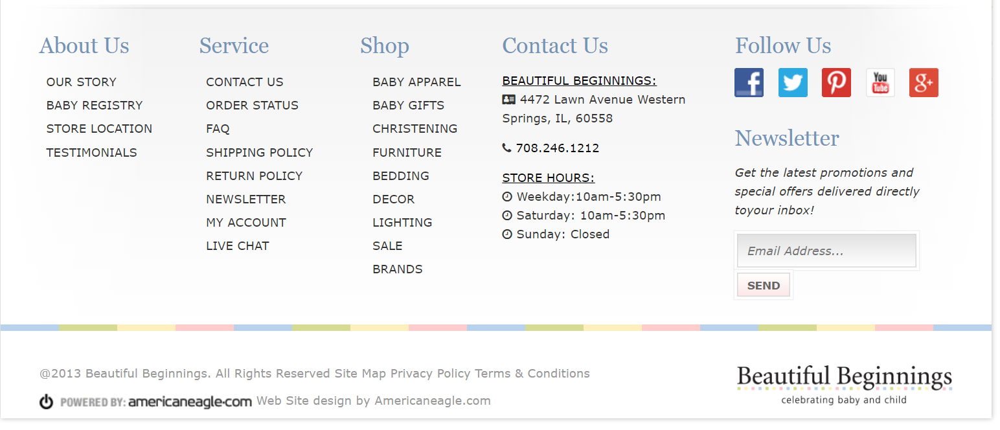 About Us
OUR STORY
BABY REGISTRY
STORE LOCATION
TESTIMONIALS
Service
CONTACT US
ORDER STATUS
FAQ
SHIPPING POLICY
RETURN POLICY
NEWSLETTER
MY ACCOUNT
LIVE CHAT
Shop
BABY APPAREL
BABY GIFTS
CHRISTENING
FURNITURE
BEDDING
DECOR
LIGHTING
SALE
BRANDS
Contact Us
BEAUTIFUL BEGINNINGS:
4472 Lawn Avenue Western
Springs, IL, 60558
708.246.1212
STORE HOURS:
Weekday:10am-5:30pm
Saturday: 10am-5:30pm
Sunday: Closed
Follow Us
f
You
Tube
g+
Newsletter
Get the latest promotions and
special offers delivered directly
toyour inbox!
Email Address...
SEND
@2013 Beautiful Beginnings. All Rights Reserved Site Map Privacy Policy Terms & Conditions
POWERED BY: americaneagle.com Web Site design by Americaneagle.com
Beautiful Beginnings
celebrating baby and child